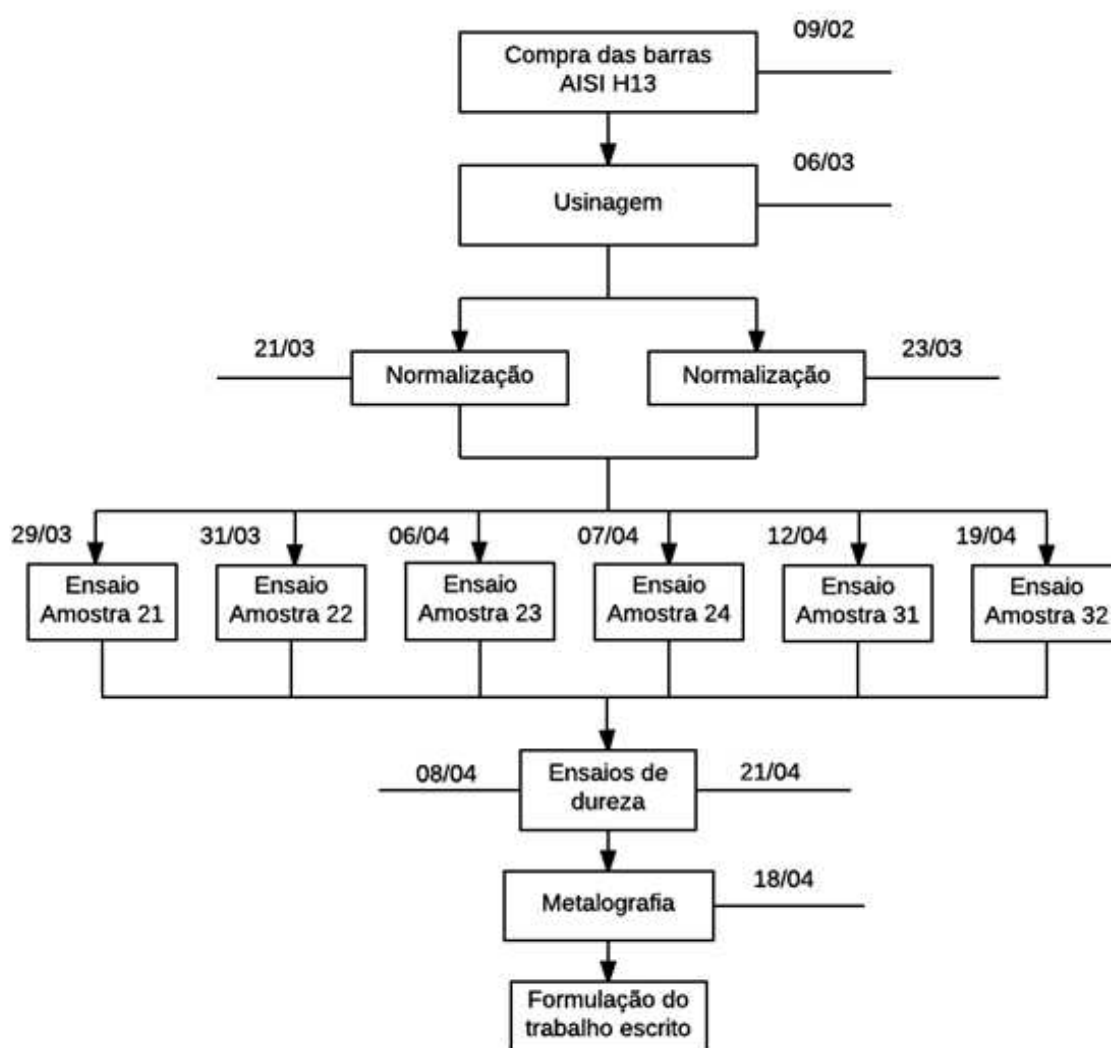 09/02
Compra das barras
AISI H13
06/03
Usinagem
21/03
23/03
Normalização
Normalização
29/03
31/03
06/04
07/04
12/04
19/04
Ensaio
Amostra 21
Ensaio
Amostra 22
Ensaio
Amostra 23
Ensaio
Amostra 24
Ensaio
Amostra 31
Ensaio
Amostra 32
08/04
Ensaios de
dureza
21/04
Metalografia
18/04
Formulação do
trabalho escrito